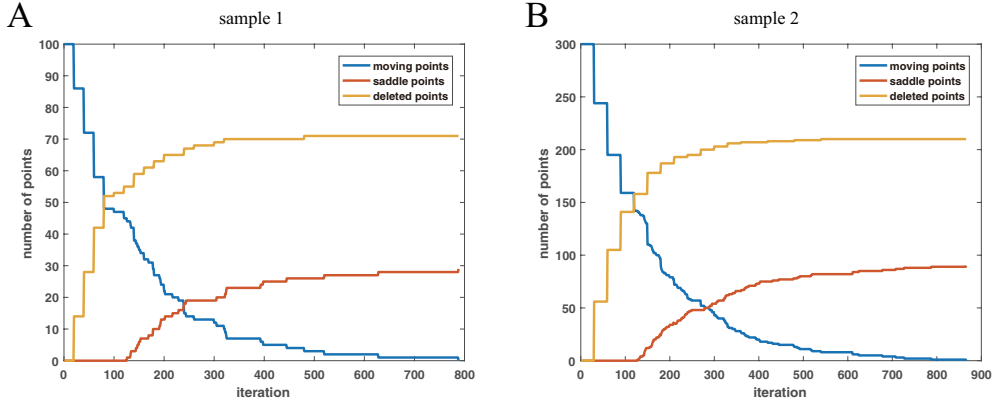 A
sample 1
100
90
80
70
60
50
40
30
20
10
0
number of points
moving points
saddle points
deleted points
0 100 200 300 400 500 600 700 800
iteration
B
sample 2
300
250
200
150
100
50
0
number of points
moving points
saddle points
deleted points
0 100 200 300 400 500 600 700 800 900
iteration